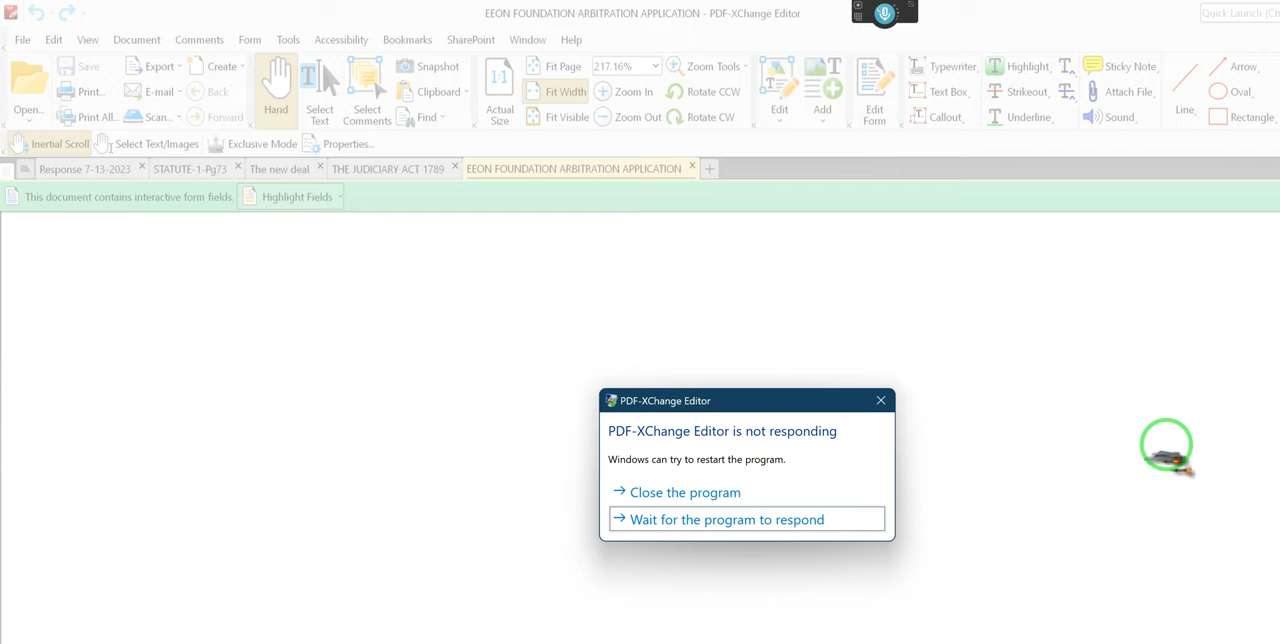 EEON FOUNDATION ARBITRATION APPLICATION - PDF-XChange Editor
Quick Launch (Ct
File Edit View Document Comments Form Tools Accessibility Bookmarks SharePoint Window Help
Open...
Save
Print...
Print All...
Export
E-mail
Scan...
Create
Back
Forward
Hand
Select Text
Select Comments
Snapshot
Clipboard
Find
1:1
Actual Size
Fit Page
Fit Width
Fit Visible
217.16%
Zoom In
Zoom Out
Zoom Tools
Rotate CCW
Rotate CW
Edit
Add
Edit Form
Typewriter
Text Box
Callout
Highlight
Strikeout
Underline
Sticky Note
Attach File
Sound
Line
Arrow
Oval
Rectangle
Inertial Scroll Select Text/Images Exclusive Mode Properties...
Response 7-13-2023 STATUTE-1-Pg73 The new deal THE JUDICIARY ACT 1789 EEON FOUNDATION ARBITRATION APPLICATION
This document contains interactive form fields. Highlight Fields
PDF-XChange Editor
PDF-XChange Editor is not responding
Windows can try to restart the program.
Close the program
Wait for the program to respond